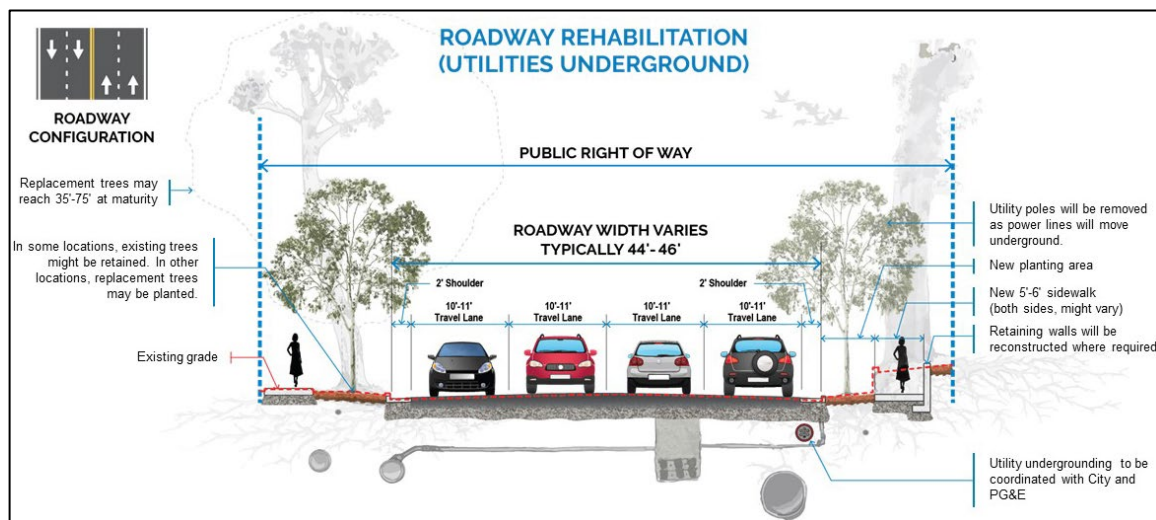 ROADWAY REHABILITATION
(UTILITIES UNDERGROUND)
ROADWAY
CONFIGURATION
PUBLIC RIGHT OF WAY
Replacement trees may
reach 35'-75' at maturity
In some locations, existing trees
might be retained. In other
locations, replacement trees
may be planted.
Existing grade
ROADWAY WIDTH VARIES
TYPICALLY 44'- 46'
2' Shoulder
2' Shoulder
10'-11'
Travel Lane
10'-11'
Travel Lane
10'-11'
Travel Lane
10'-11'
Travel Lane
Utility poles will be removed
as power lines will move
underground.
New planting area
New 5'-6' sidewalk
(both sides, might vary)
Retaining walls will be
reconstructed where required
Utility undergrounding to be
coordinated with City and
PG&E